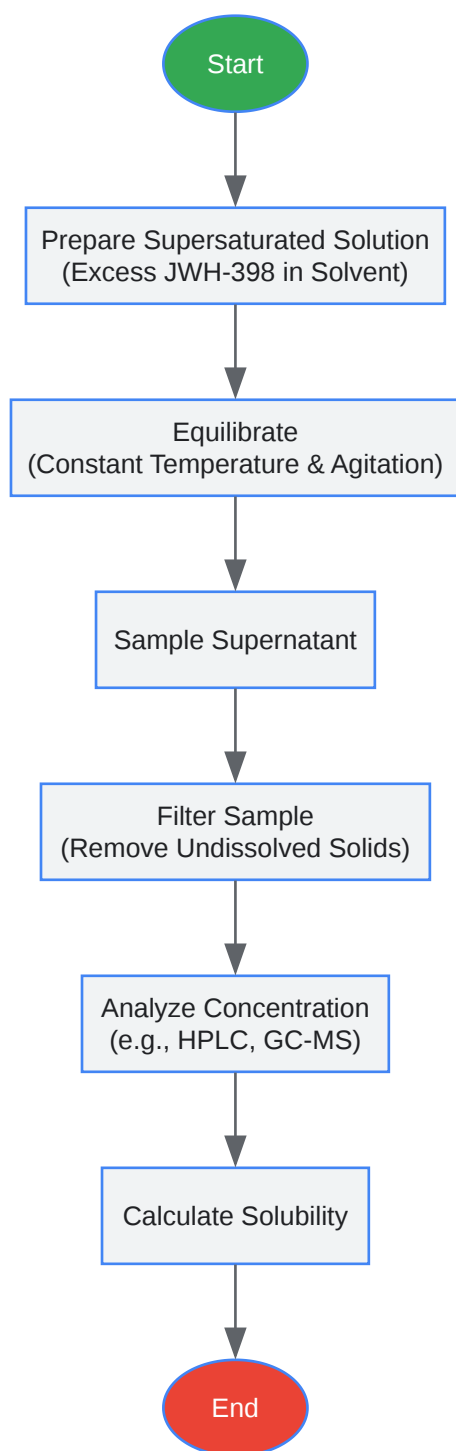 Start
Prepare Supersaturated Solution
(Excess JWH-398 in Solvent)
Equilibrate
(Constant Temperature & Agitation)
Sample Supernatant
Filter Sample
(Remove Undissolved Solids)
Analyze Concentration
(e.g., HPLC, GC-MS)
Calculate Solubility
End